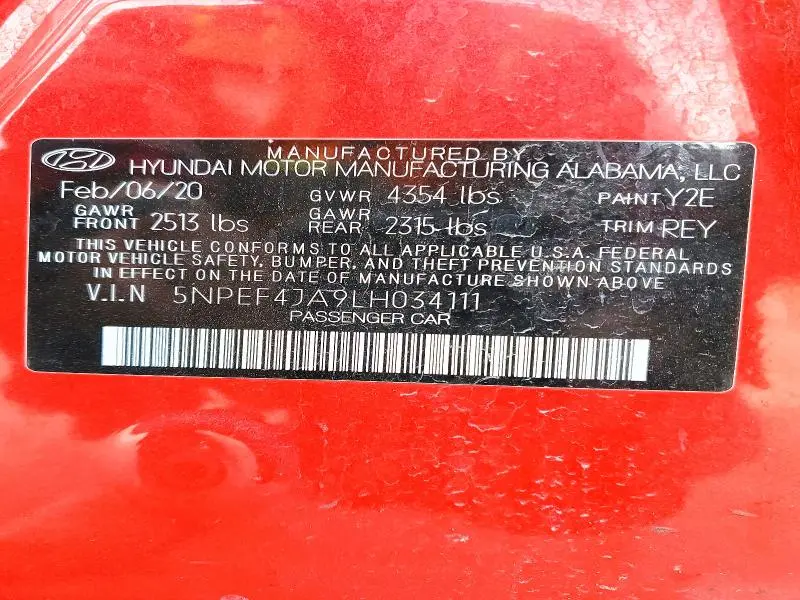 MANUFACTURED BY
HYUNDAI MOTOR MANUFACTURING ALABAMA, LLC
Feb/06/20 GVWR 4354 lbs PAINT Y2E
GAWR FRONT 2513 lbs GAWR REAR 2315 lbs TRIM REY
THIS VEHICLE CONFORMS TO ALL APPLICABLE U.S.A. FEDERAL
MOTOR VEHICLE SAFETY, BUMPER, AND THEFT PREVENTION STANDARDS
IN EFFECT ON THE DATE OF MANUFACTURE SHOWN ABOVE
V.I.N 5NPEF4JA9LH034111
PASSENGER CAR